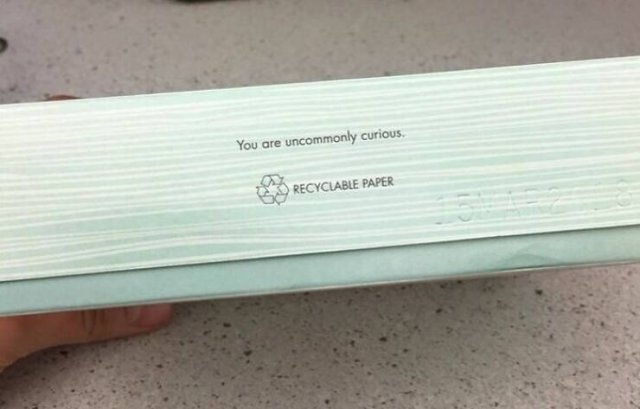 You are uncommonly curious.
RECYCLABLE PAPER